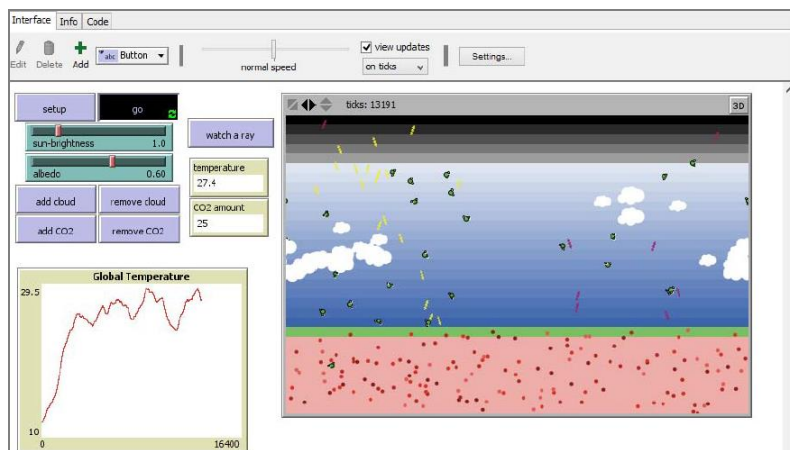 Interface Info Code
Edit Delete Add abc Button normal speed view updates on ticks Settings...
setup go
ticks: 13191 3D
sun-brightness 1.0
watch a ray
albedo 0.60
temperature
27.4
add cloud remove cloud
CO2 amount
25
add CO2 remove CO2
Global Temperature
29.5
10
0 16400